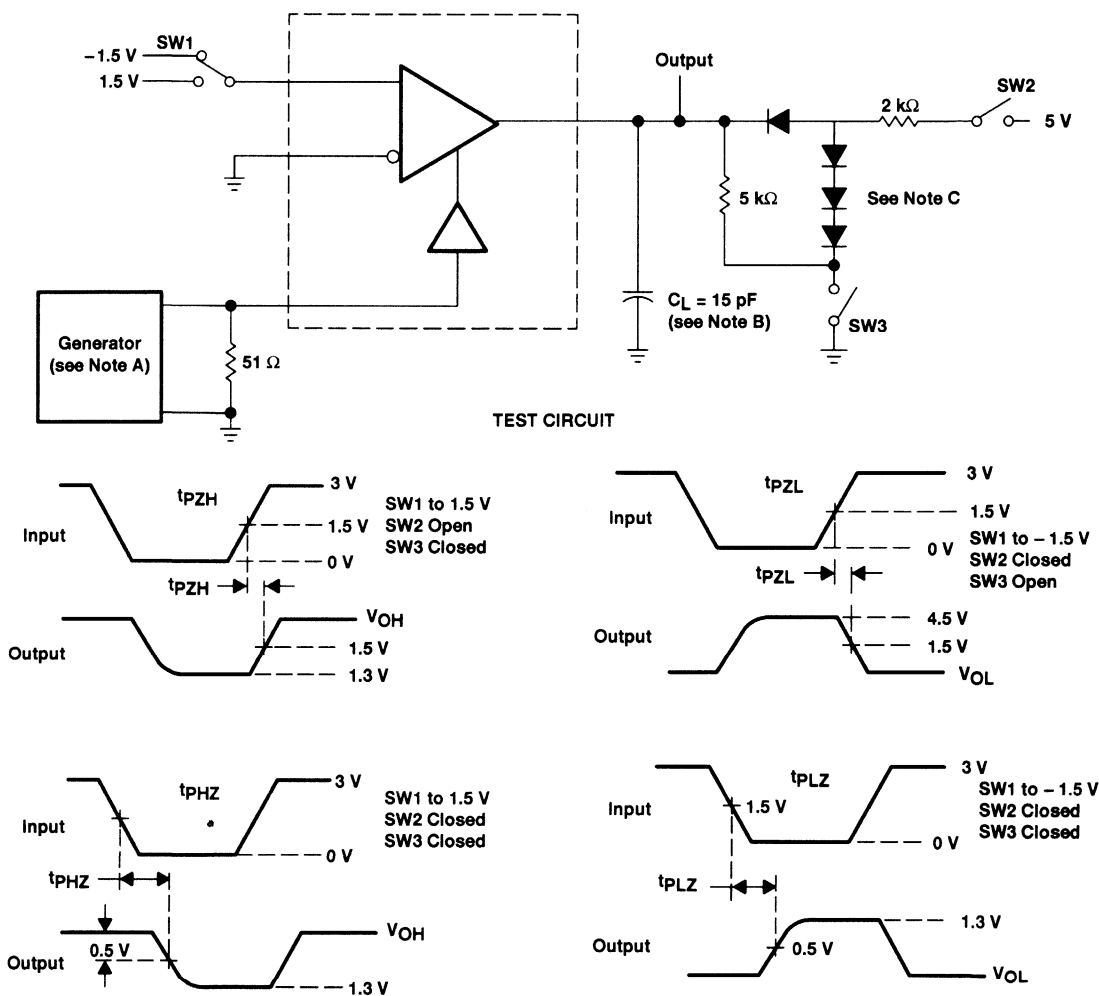 SW1
−1.5 V
1.5 V
Output
SW2
2 kΩ
5 V
5 kΩ
See Note C
CL = 15 pF
(see Note B)
SW3
Generator
(see Note A)
51 Ω
TEST CIRCUIT
tPZH
3 V
SW1 to 1.5 V
1.5 V
SW2 Open
Input
SW3 Closed
0 V
tPZH
VOH
Output
1.5 V
1.3 V
tPZL
3 V
Input
1.5 V
0 V
SW1 to − 1.5 V
SW2 Closed
SW3 Open
tPZL
4.5 V
Output
1.5 V
VOL
tPHZ
3 V
SW1 to 1.5 V
SW2 Closed
Input
SW3 Closed
0 V
tPHZ
VOH
0.5 V
Output
1.3 V
tPLZ
3 V
SW1 to − 1.5 V
Input
1.5 V
SW2 Closed
SW3 Closed
0 V
tPLZ
1.3 V
Output
0.5 V
VOL